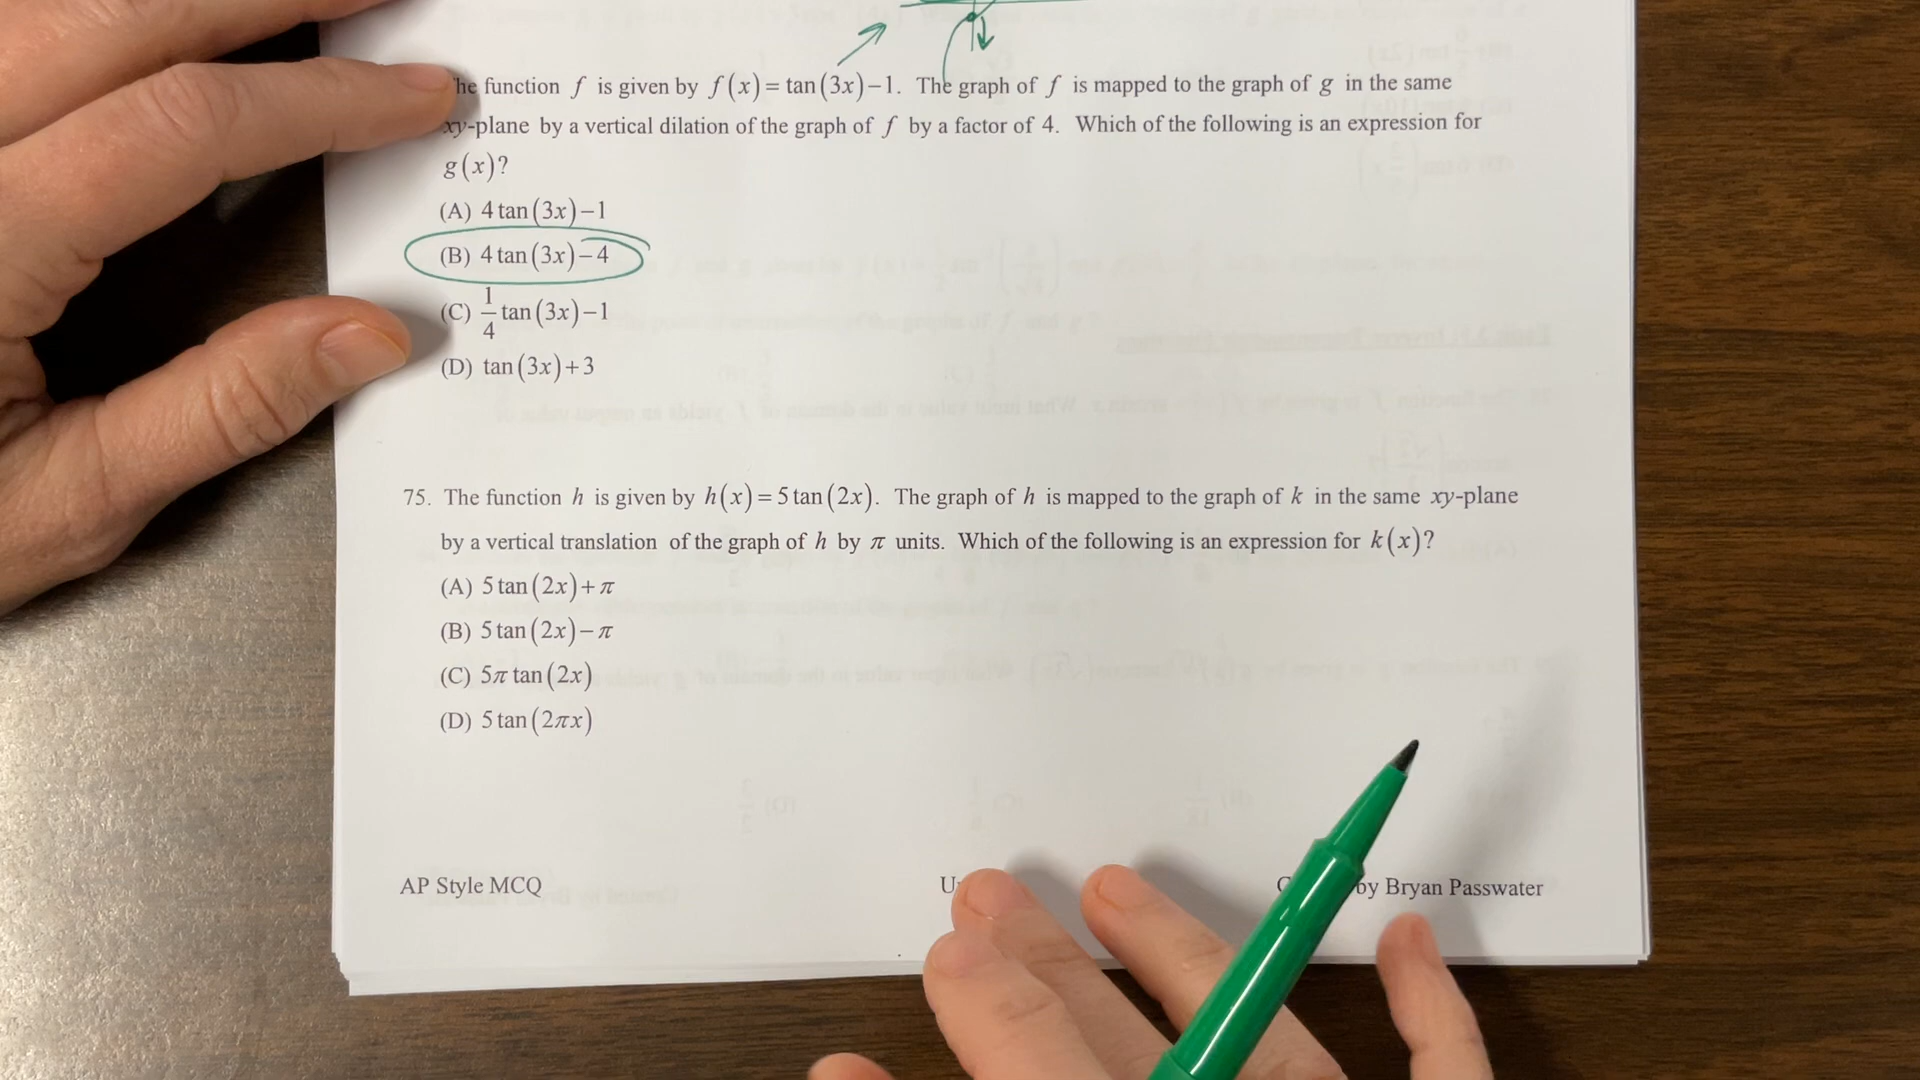 he function f is given by f(x) = tan(3x) − 1. The graph of f is mapped to the graph of g in the same
xy-plane by a vertical dilation of the graph of f by a factor of 4. Which of the following is an expression for
g(x)?
(A) 4 tan(3x) − 1
(B) 4 tan(3x) − 4
(C) 1/4 tan(3x) − 1
(D) tan(3x) + 3
75. The function h is given by h(x) = 5 tan(2x). The graph of h is mapped to the graph of k in the same xy-plane
by a vertical translation of the graph of h by π units. Which of the following is an expression for k(x)?
(A) 5 tan(2x) + π
(B) 5 tan(2x) − π
(C) 5π tan(2x)
(D) 5 tan(2πx)
AP Style MCQ
by Bryan Passwater